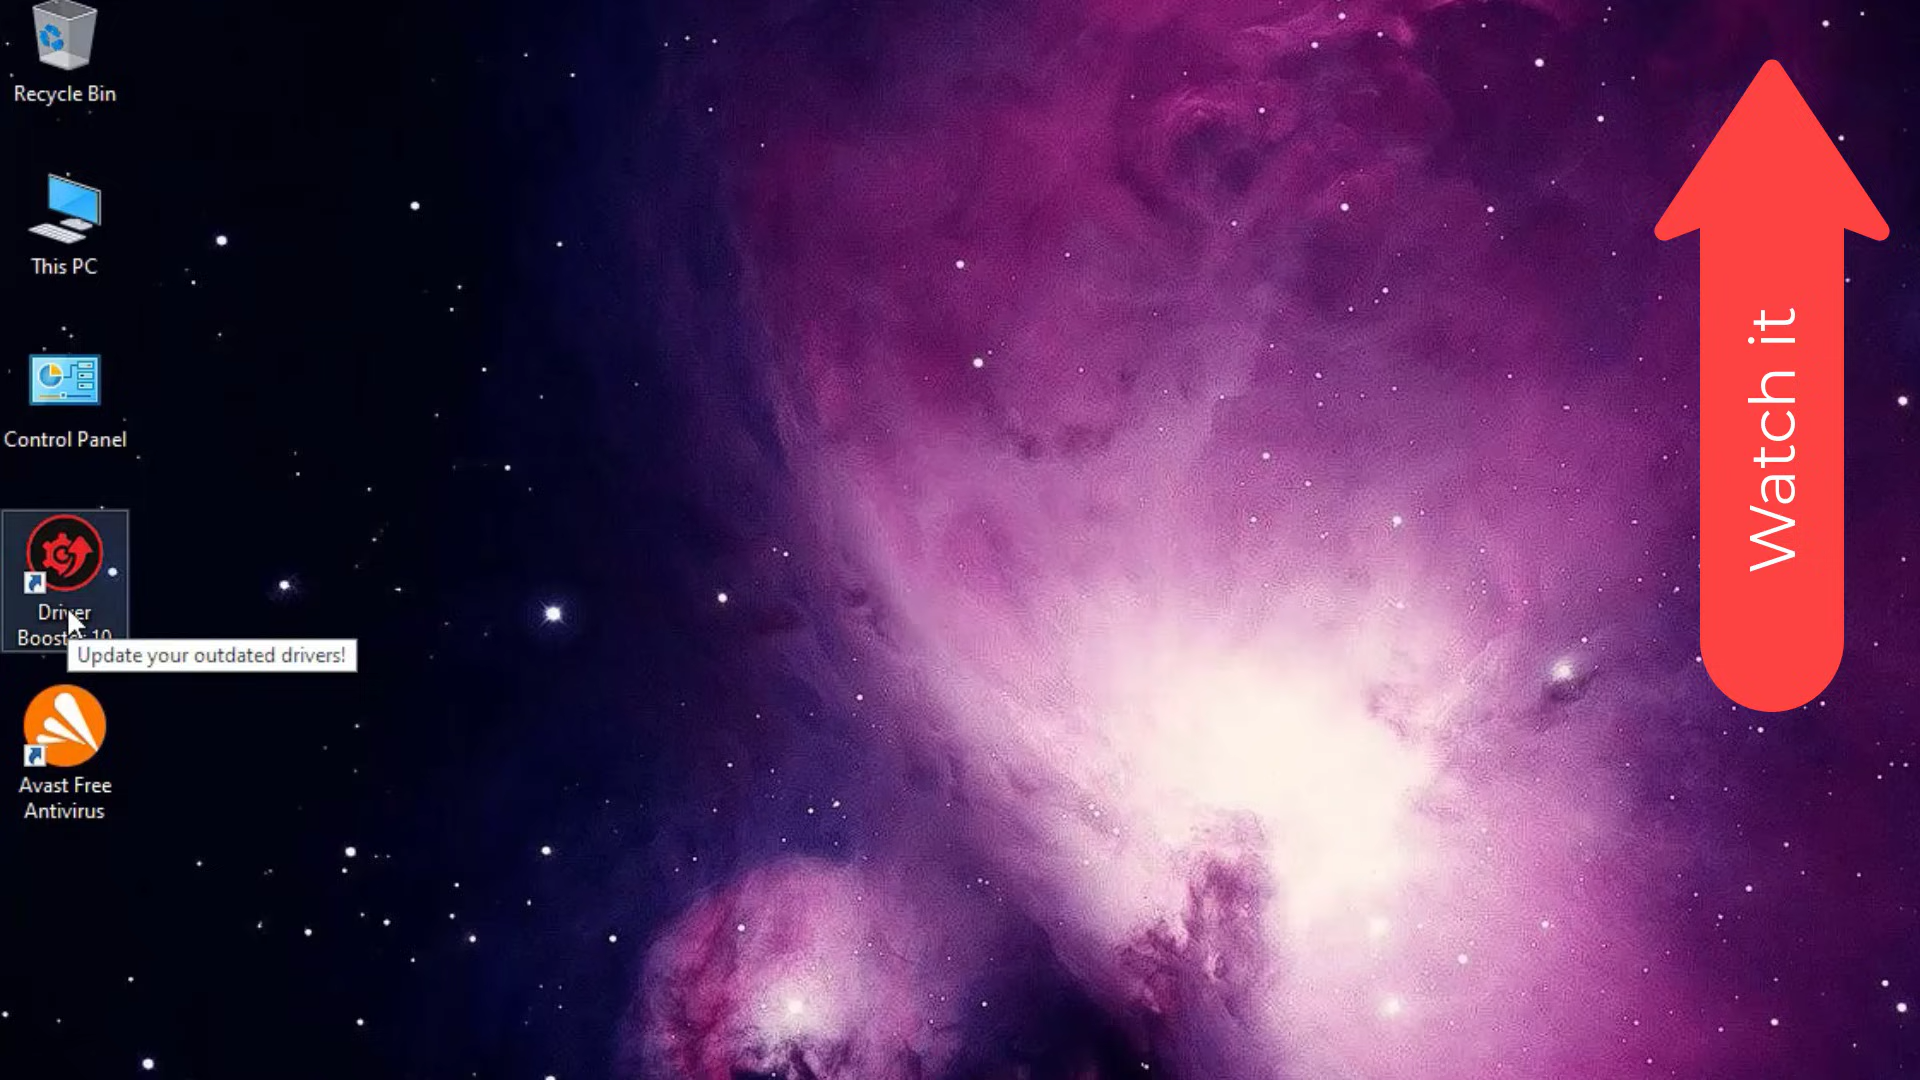 Recycle Bin
This PC
Control Panel
Driver
Booster 10
Update your outdated drivers!
Avast Free
Antivirus
Watch it